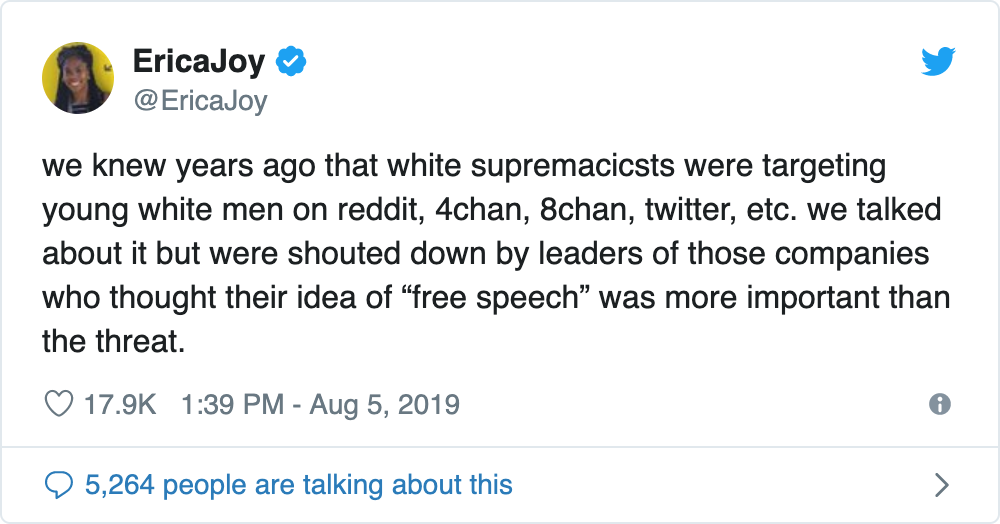 EricaJoy
@EricaJoy
we knew years ago that white supremacicsts were targeting
young white men on reddit, 4chan, 8chan, twitter, etc. we talked
about it but were shouted down by leaders of those companies
who thought their idea of “free speech” was more important than
the threat.
17.9K 1:39 PM - Aug 5, 2019
5,264 people are talking about this